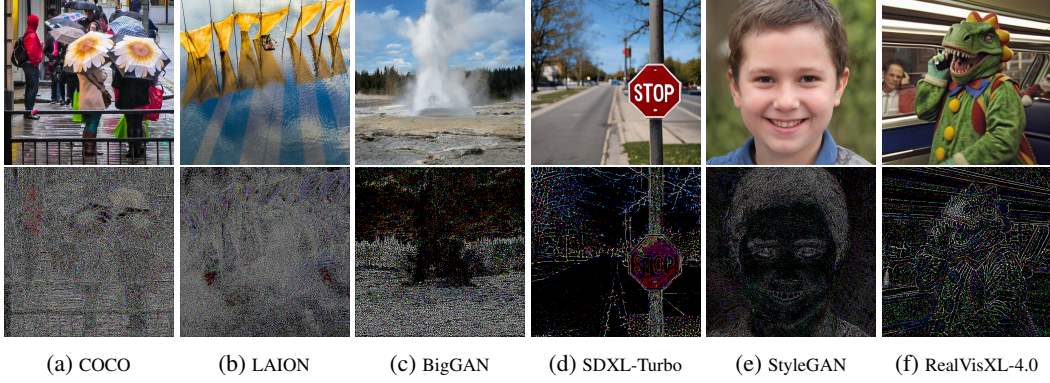 STOP
STOP
(a) COCO
(b) LAION
(c) BigGAN
(d) SDXL-Turbo
(e) StyleGAN
(f) RealVisXL-4.0